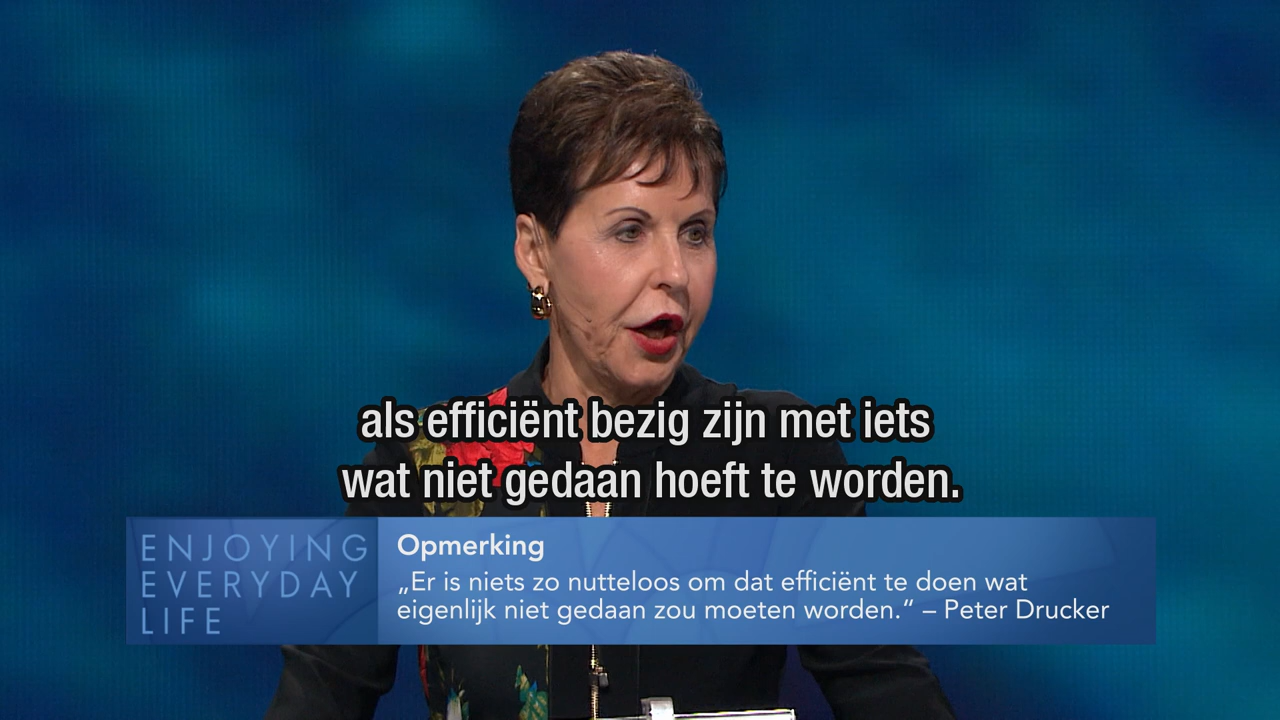 als efficiënt bezig zijn met iets
wat niet gedaan hoeft te worden.
ENJOYING
EVERYDAY
LIFE
Opmerking
„Er is niets zo nutteloos om dat efficiënt te doen wat
eigenlijk niet gedaan zou moeten worden.“ – Peter Drucker